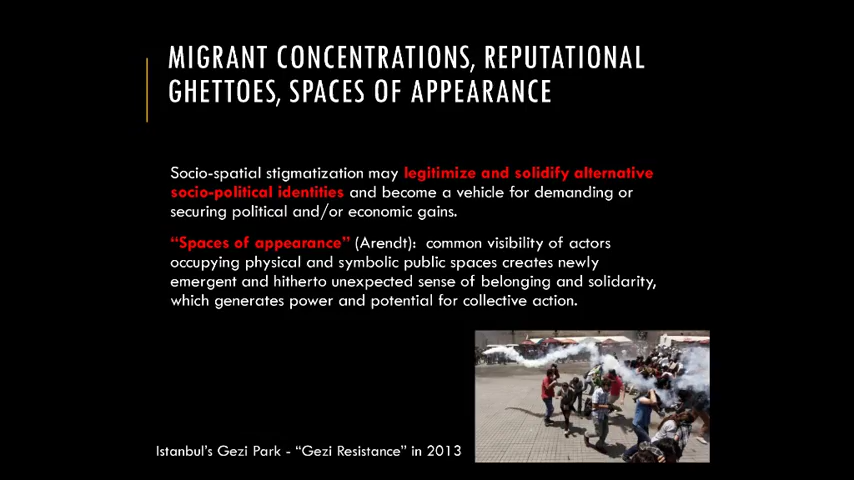 MIGRANT CONCENTRATIONS, REPUTATIONAL
GHETTOES, SPACES OF APPEARANCE
Socio-spatial stigmatization may legitimize and solidify alternative
socio-political identities and become a vehicle for demanding or
securing political and/or economic gains.
“Spaces of appearance” (Arendt): common visibility of actors
occupying physical and symbolic public spaces creates newly
emergent and hitherto unexpected sense of belonging and solidarity,
which generates power and potential for collective action.
Istanbul’s Gezi Park - “Gezi Resistance” in 2013